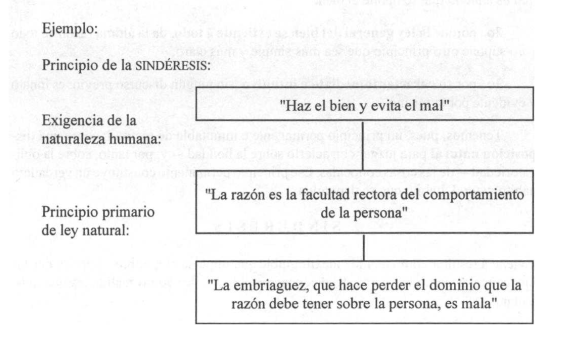 Ejemplo:
Principio de la SINDÉRESIS:
"Haz el bien y evita el mal"
Exigencia de la
naturaleza humana:
"La razón es la facultad rectora del comportamiento
de la persona"
Principio primario
de ley natural:
"La embriaguez, que hace perder el dominio que la
razón debe tener sobre la persona, es mala"